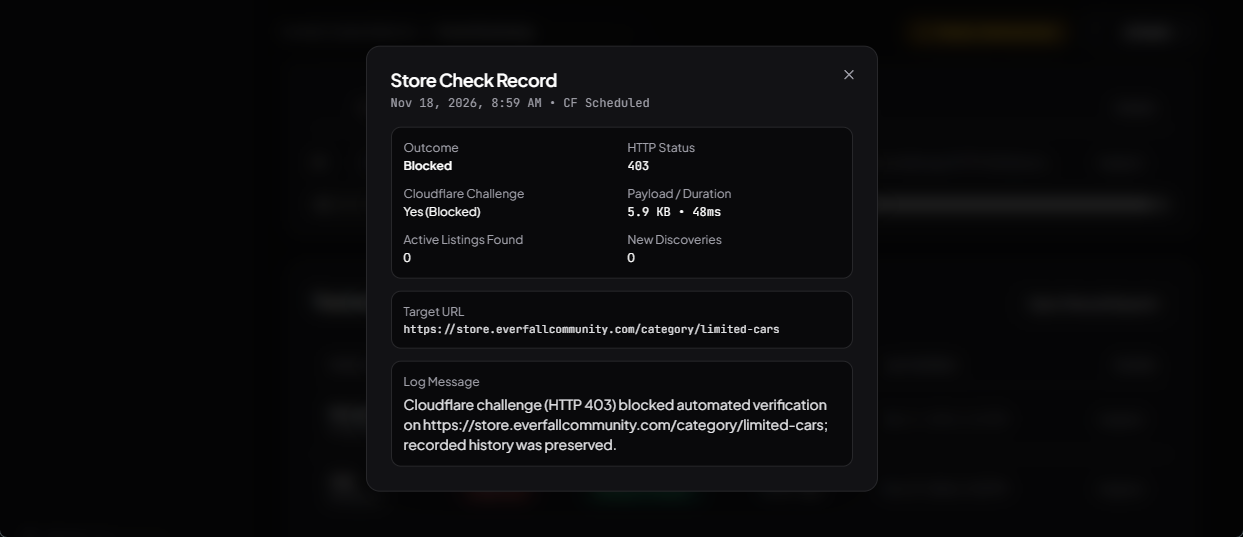 Store Check Record
Nov 18, 2026, 8:59 AM • CF Scheduled
Outcome
Blocked
HTTP Status
403
Cloudflare Challenge
Yes (Blocked)
Payload / Duration
5.9 KB • 48ms
Active Listings Found
0
New Discoveries
0
Target URL
https://store.everfallcommunity.com/category/limited-cars
Log Message
Cloudflare challenge (HTTP 403) blocked automated verification
on https://store.everfallcommunity.com/category/limited-cars;
recorded history was preserved.